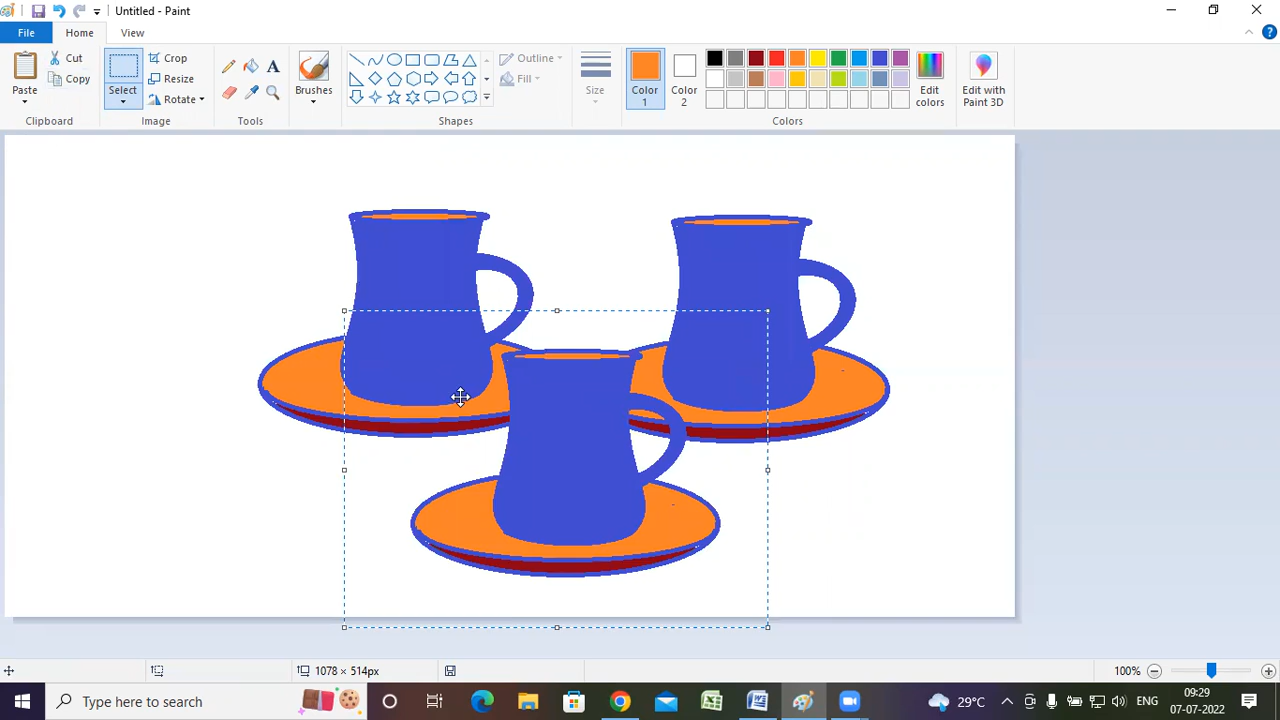 Untitled - Paint
File Home View
Paste Cut Copy Clipboard
Select Crop Resize Rotate Image
Tools
Brushes
Outline Fill Shapes
Size
Color 1 Color 2 Edit colors Colors
Edit with Paint 3D
1078 × 514px 100%
Type here to search 29°C ENG 09:29 07-07-2022